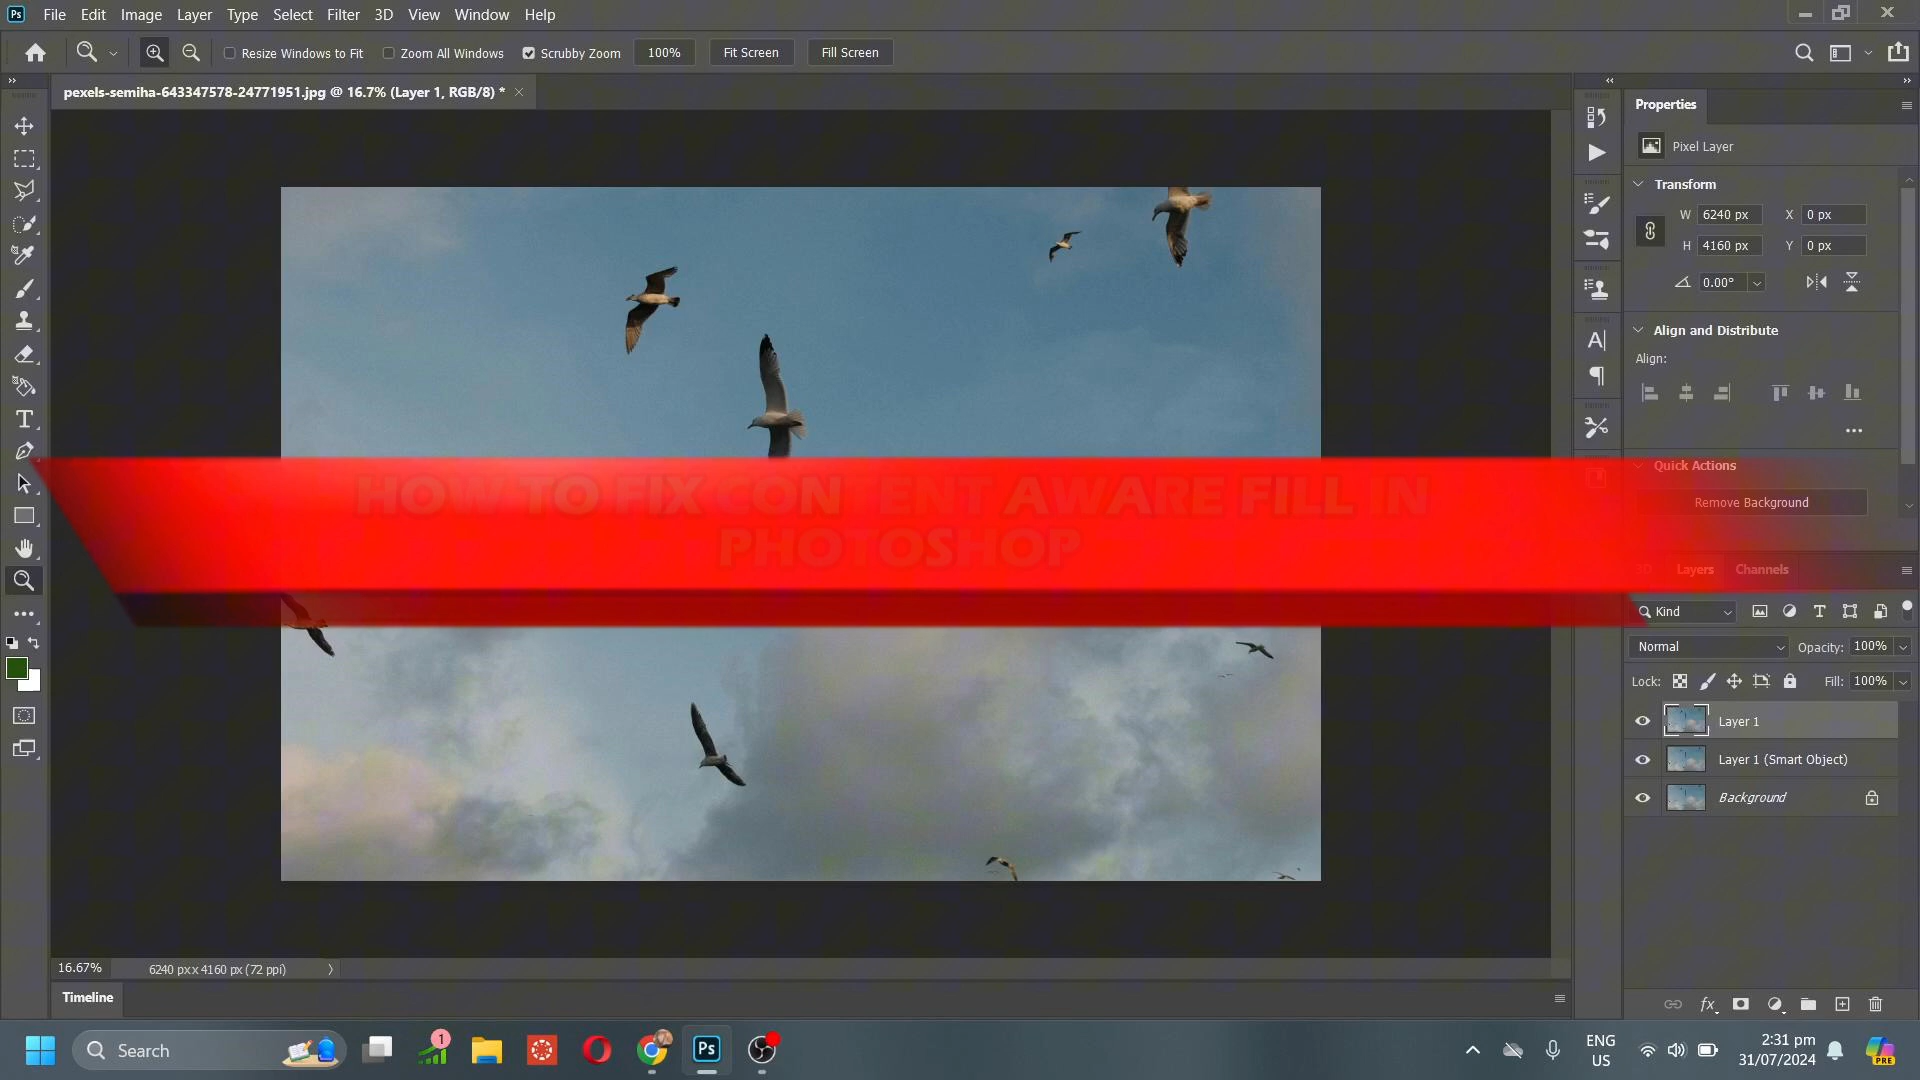 Ps File Edit Image Layer Type Select Filter 3D View Window Help
Resize Windows to Fit Zoom All Windows Scrubby Zoom 100% Fit Screen Fill Screen
pexels-semiha-643347578-24771951.jpg @ 16.7% (Layer 1, RGB/8) *
Properties
Pixel Layer
Transform
W 6240 px X 0 px
H 4160 px Y 0 px
0.00°
Align and Distribute
Align:
Quick Actions
Remove Background
HOW TO FIX CONTENT AWARE FILL IN
PHOTOSHOP
3D Layers Channels
Kind
Normal Opacity: 100%
Lock: Fill: 100%
Layer 1
Layer 1 (Smart Object)
Background
16.67% 6240 px x 4160 px (72 ppi)
Timeline
Search
1
Ps
ENG
US
2:31 pm
31/07/2024
PRE